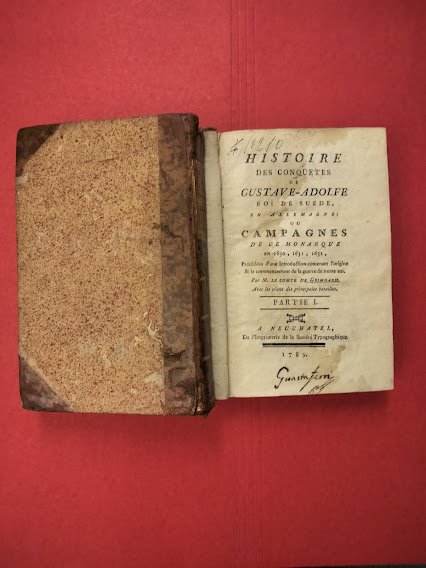 HISTOIRE
DES CONQUETES
DE
GUSTAVE-ADOLFE
ROI DE SUEDE,
EN ALLEMAGNE;
OU
CAMPAGNES
DE CE MONARQUE
EN 1630, 1631, 1632,
Précédées d'une Introduction contenant l'origine
& le commencement de la guerre de trente ans.
Par M. LE COMTE DE GRIMOARD.
Avec les plans des principales batailles.
PARTIE I.
A NEUCHATEL,
De l'Imprimerie de la Société Typographique.
1789.